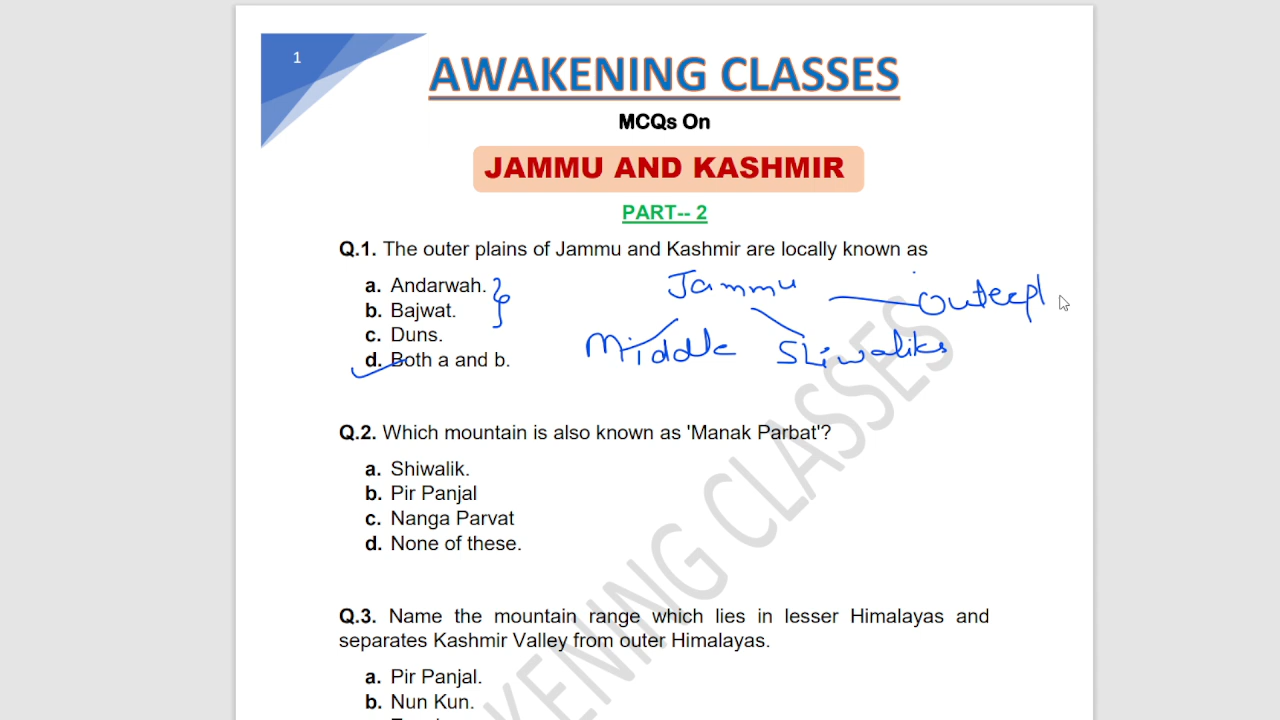 1
AWAKENING CLASSES
MCQs On
JAMMU AND KASHMIR
PART-- 2
Q.1. The outer plains of Jammu and Kashmir are locally known as
a. Andarwah.
b. Bajwat.
c. Duns.
d. Both a and b.
Jammu
Outerpl
Middle
Shiwaliks
Q.2. Which mountain is also known as 'Manak Parbat'?
a. Shiwalik.
b. Pir Panjal
c. Nanga Parvat
d. None of these.
Q.3. Name the mountain range which lies in lesser Himalayas and
separates Kashmir Valley from outer Himalayas.
a. Pir Panjal.
b. Nun Kun.
AWAKENING CLASSES